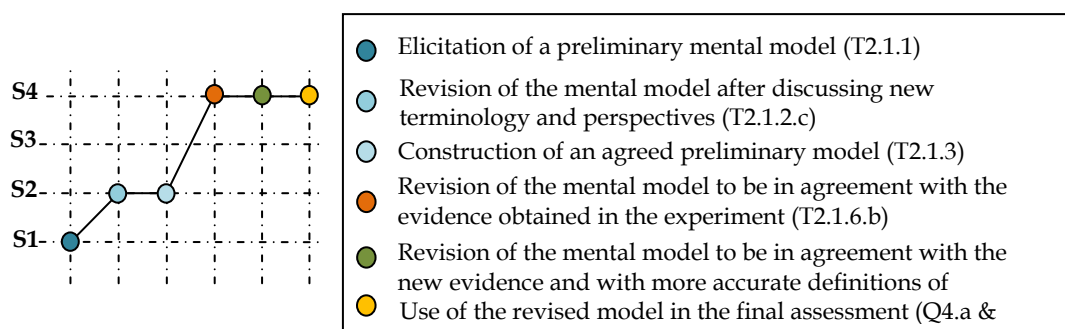 S4
S3
S2
S1
Elicitation of a preliminary mental model (T2.1.1)
Revision of the mental model after discussing new
terminology and perspectives (T2.1.2.c)
Construction of an agreed preliminary model (T2.1.3)
Revision of the mental model to be in agreement with the
evidence obtained in the experiment (T2.1.6.b)
Revision of the mental model to be in agreement with the
new evidence and with more accurate definitions of
Use of the revised model in the final assessment (Q4.a &